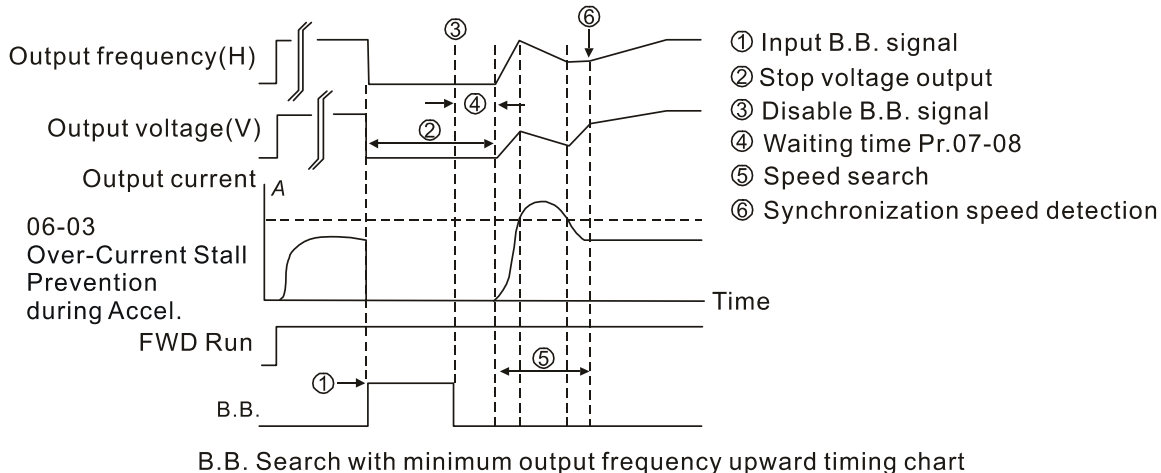 Output frequency(H)
Output voltage(V)
Output current
A
06-03
Over-Current Stall
Prevention
during Accel.
FWD Run
B.B.
Time
③
⑥
④
②
⑤
①
① Input B.B. signal
② Stop voltage output
③ Disable B.B. signal
④ Waiting time Pr.07-08
⑤ Speed search
⑥ Synchronization speed detection
B.B. Search with minimum output frequency upward timing chart